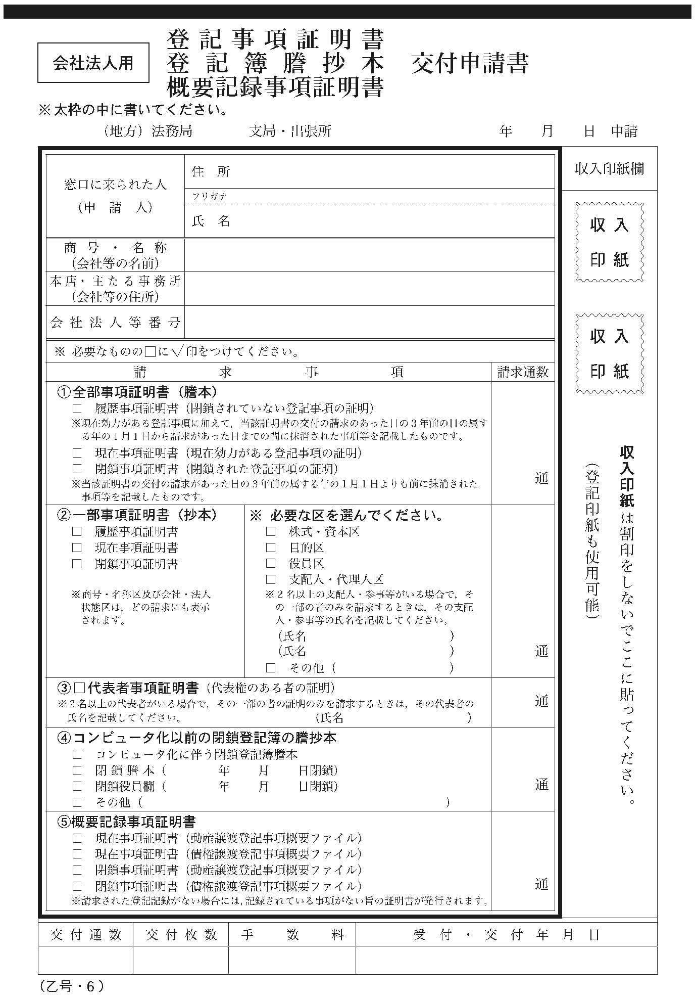 会社法人用
登記事項証明書
登記簿謄抄本 交付申請書
概要記録事項証明書
※太枠の中に書いてください。
（地方）法務局 支局・出張所 年 月 日 申請
窓口に来られた人
（申 請 人）
住 所
フリガナ
氏 名
商号・名称
（会社等の名前）
本店・主たる事務所
（会社等の住所）
会社法人等番号
※ 必要なものの□に√印をつけてください。
請 求 事 項 請求通数
①全部事項証明書（謄本）
□ 履歴事項証明書（閉鎖されていない登記事項の証明）
※現在効力がある登記事項に加えて，当該証明書の交付の請求のあった日の３年前の日の属す
る年の１月１日から請求があった日までの間に抹消された事項等を記載したものです。
□ 現在事項証明書（現在効力がある登記事項の証明）
□ 閉鎖事項証明書（閉鎖された登記事項の証明）
※当該証明書の交付の請求があった日の３年前の属する年の１月１日よりも前に抹消された
事項等を記載したものです。
通
②一部事項証明書（抄本）
□ 履歴事項証明書
□ 現在事項証明書
□ 閉鎖事項証明書
※商号・名称区及び会社・法人
状態区は，どの請求にも表示
されます。
※ 必要な区を選んでください。
□ 株式・資本区
□ 目的区
□ 役員区
□ 支配人・代理人区
※２名以上の支配人・参事等がいる場合で，そ
の一部の者のみを請求するときは，その支配
人・参事等の氏名を記載してください。
（氏名 ）
（氏名 ）
□ その他（ ）
通
③□代表者事項証明書（代表権のある者の証明）
※２名以上の代表者がいる場合で，その一部の者の証明のみを請求するときは，その代表者の
氏名を記載してください。 （氏名 ）
通
④コンピュータ化以前の閉鎖登記簿の謄抄本
□ コンピュータ化に伴う閉鎖登記簿謄本
□ 閉鎖謄本（ 年 月 日閉鎖）
□ 閉鎖役員欄（ 年 月 日閉鎖）
□ その他（ ）
通
⑤概要記録事項証明書
□ 現在事項証明書（動産譲渡登記事項概要ファイル）
□ 現在事項証明書（債権譲渡登記事項概要ファイル）
□ 閉鎖事項証明書（動産譲渡登記事項概要ファイル）
□ 閉鎖事項証明書（債権譲渡登記事項概要ファイル）
※請求された登記記録がない場合には，記録されている事項がない旨の証明書が発行されます。
通
収入印紙欄
収入
印紙
収入
印紙
収入印紙は割印をしないでここに貼ってください。
（登記印紙も使用可能）
交付通数 交付枚数 手数料 受付・交付年月日
（乙号・６）